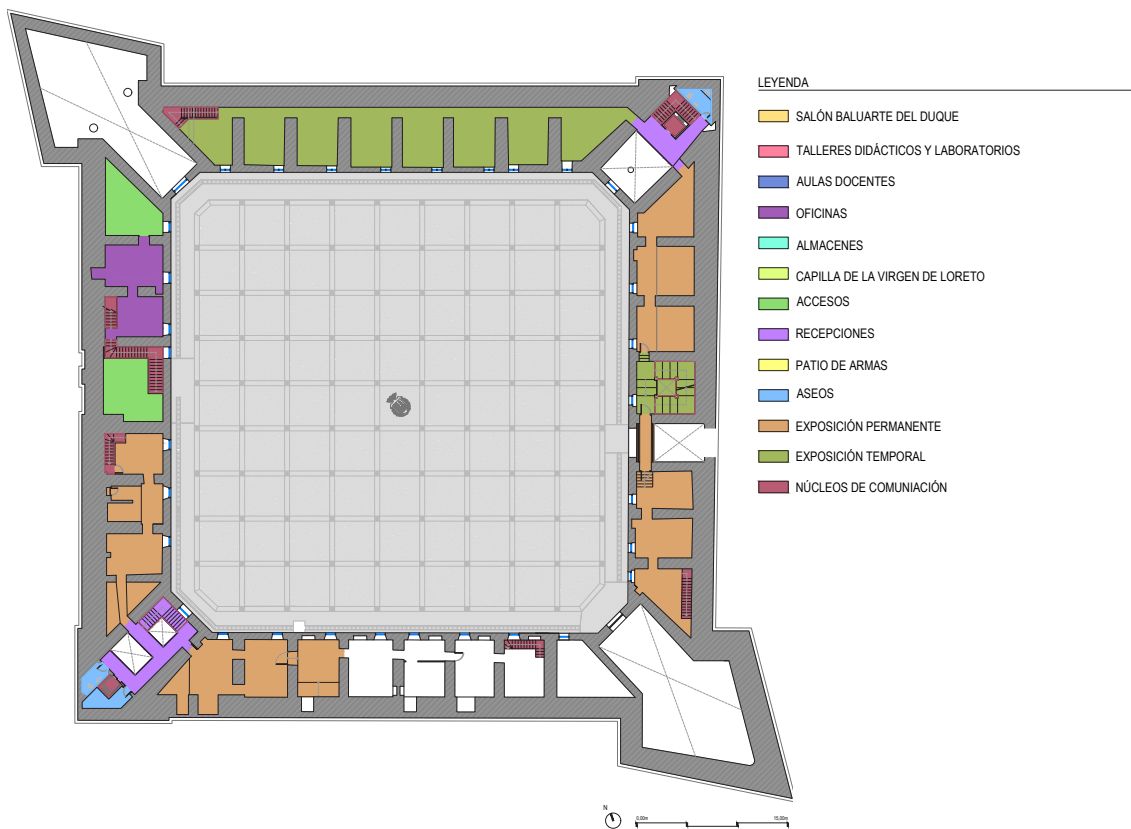 LEYENDA
SALÓN BALUARTE DEL DUQUE
TALLERES DIDÁCTICOS Y LABORATORIOS
AULAS DOCENTES
OFICINAS
ALMACENES
CAPILLA DE LA VIRGEN DE LORETO
ACCESOS
RECEPCIONES
PATIO DE ARMAS
ASEOS
EXPOSICIÓN PERMANENTE
EXPOSICIÓN TEMPORAL
NÚCLEOS DE COMUNIACIÓN
N
0,00m 15,00m